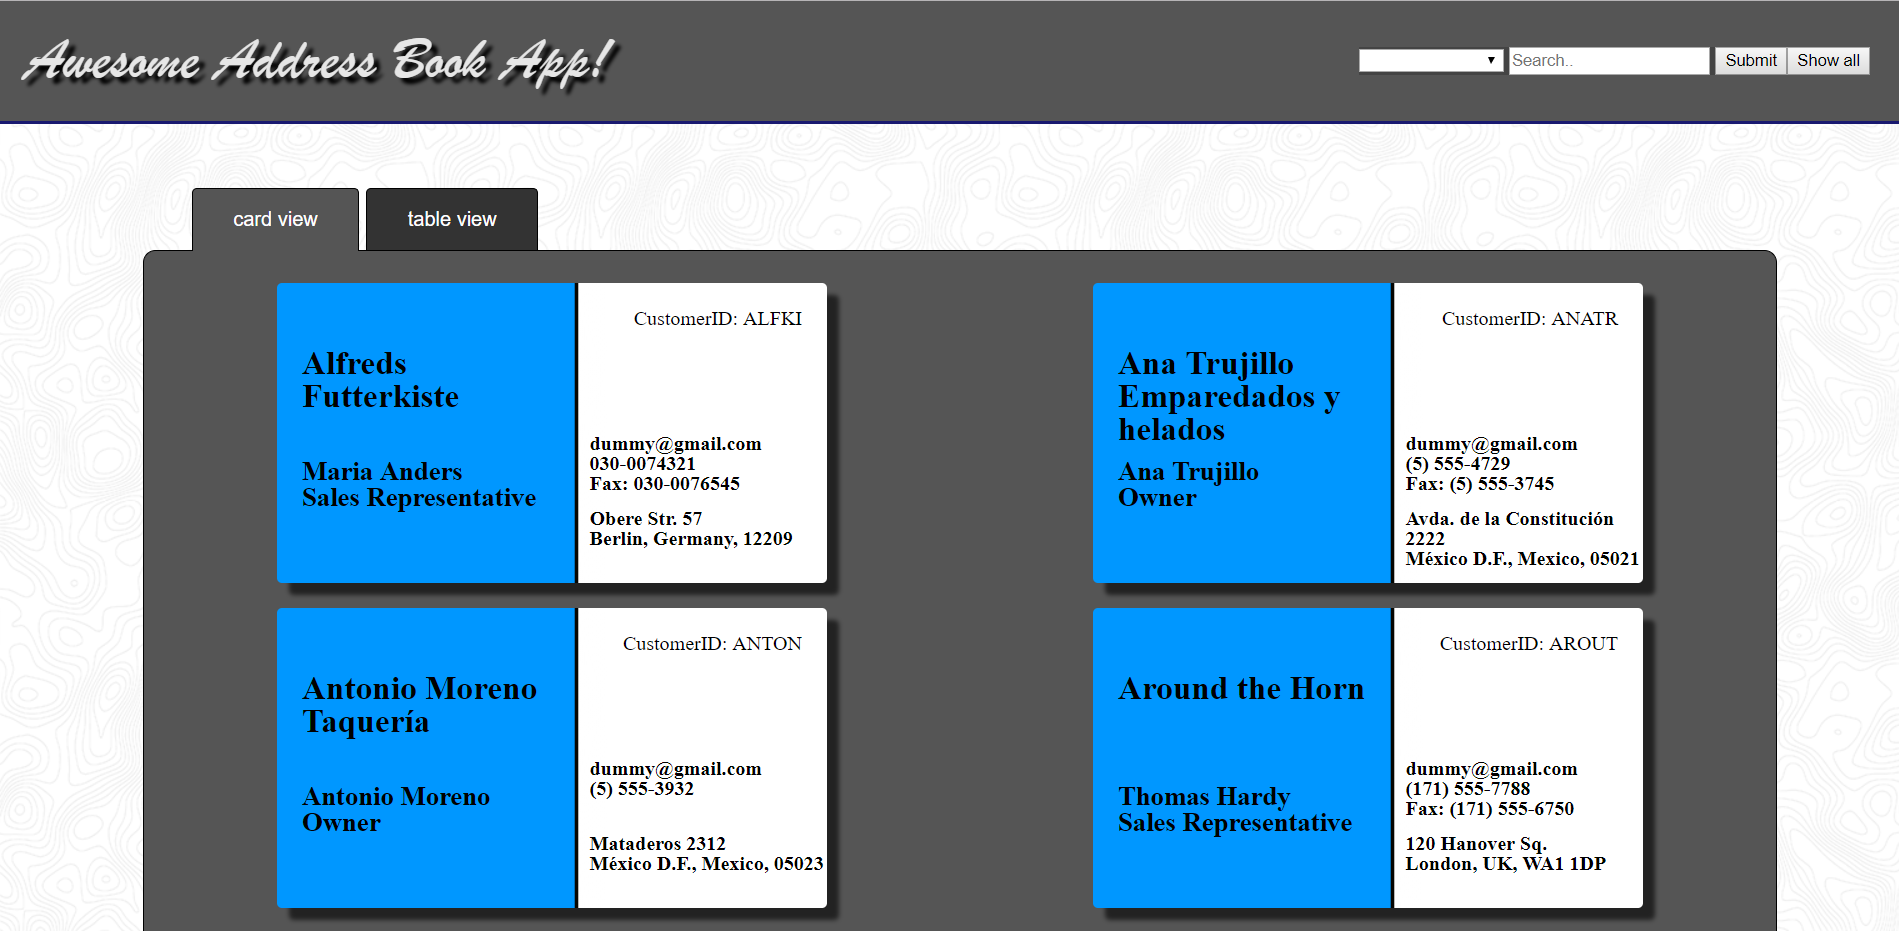 Awesome Address Book App!
Search..
Submit
Show all
card view
table view
CustomerID: ALFKI
Alfreds
Futterkiste
Maria Anders
Sales Representative
dummy@gmail.com
030-0074321
Fax: 030-0076545
Obere Str. 57
Berlin, Germany, 12209
CustomerID: ANATR
Ana Trujillo
Emparedados y
helados
Ana Trujillo
Owner
dummy@gmail.com
(5) 555-4729
Fax: (5) 555-3745
Avda. de la Constitución
2222
México D.F., Mexico, 05021
CustomerID: ANTON
Antonio Moreno
Taquería
Antonio Moreno
Owner
dummy@gmail.com
(5) 555-3932
Mataderos 2312
México D.F., Mexico, 05023
CustomerID: AROUT
Around the Horn
Thomas Hardy
Sales Representative
dummy@gmail.com
(171) 555-7788
Fax: (171) 555-6750
120 Hanover Sq.
London, UK, WA1 1DP